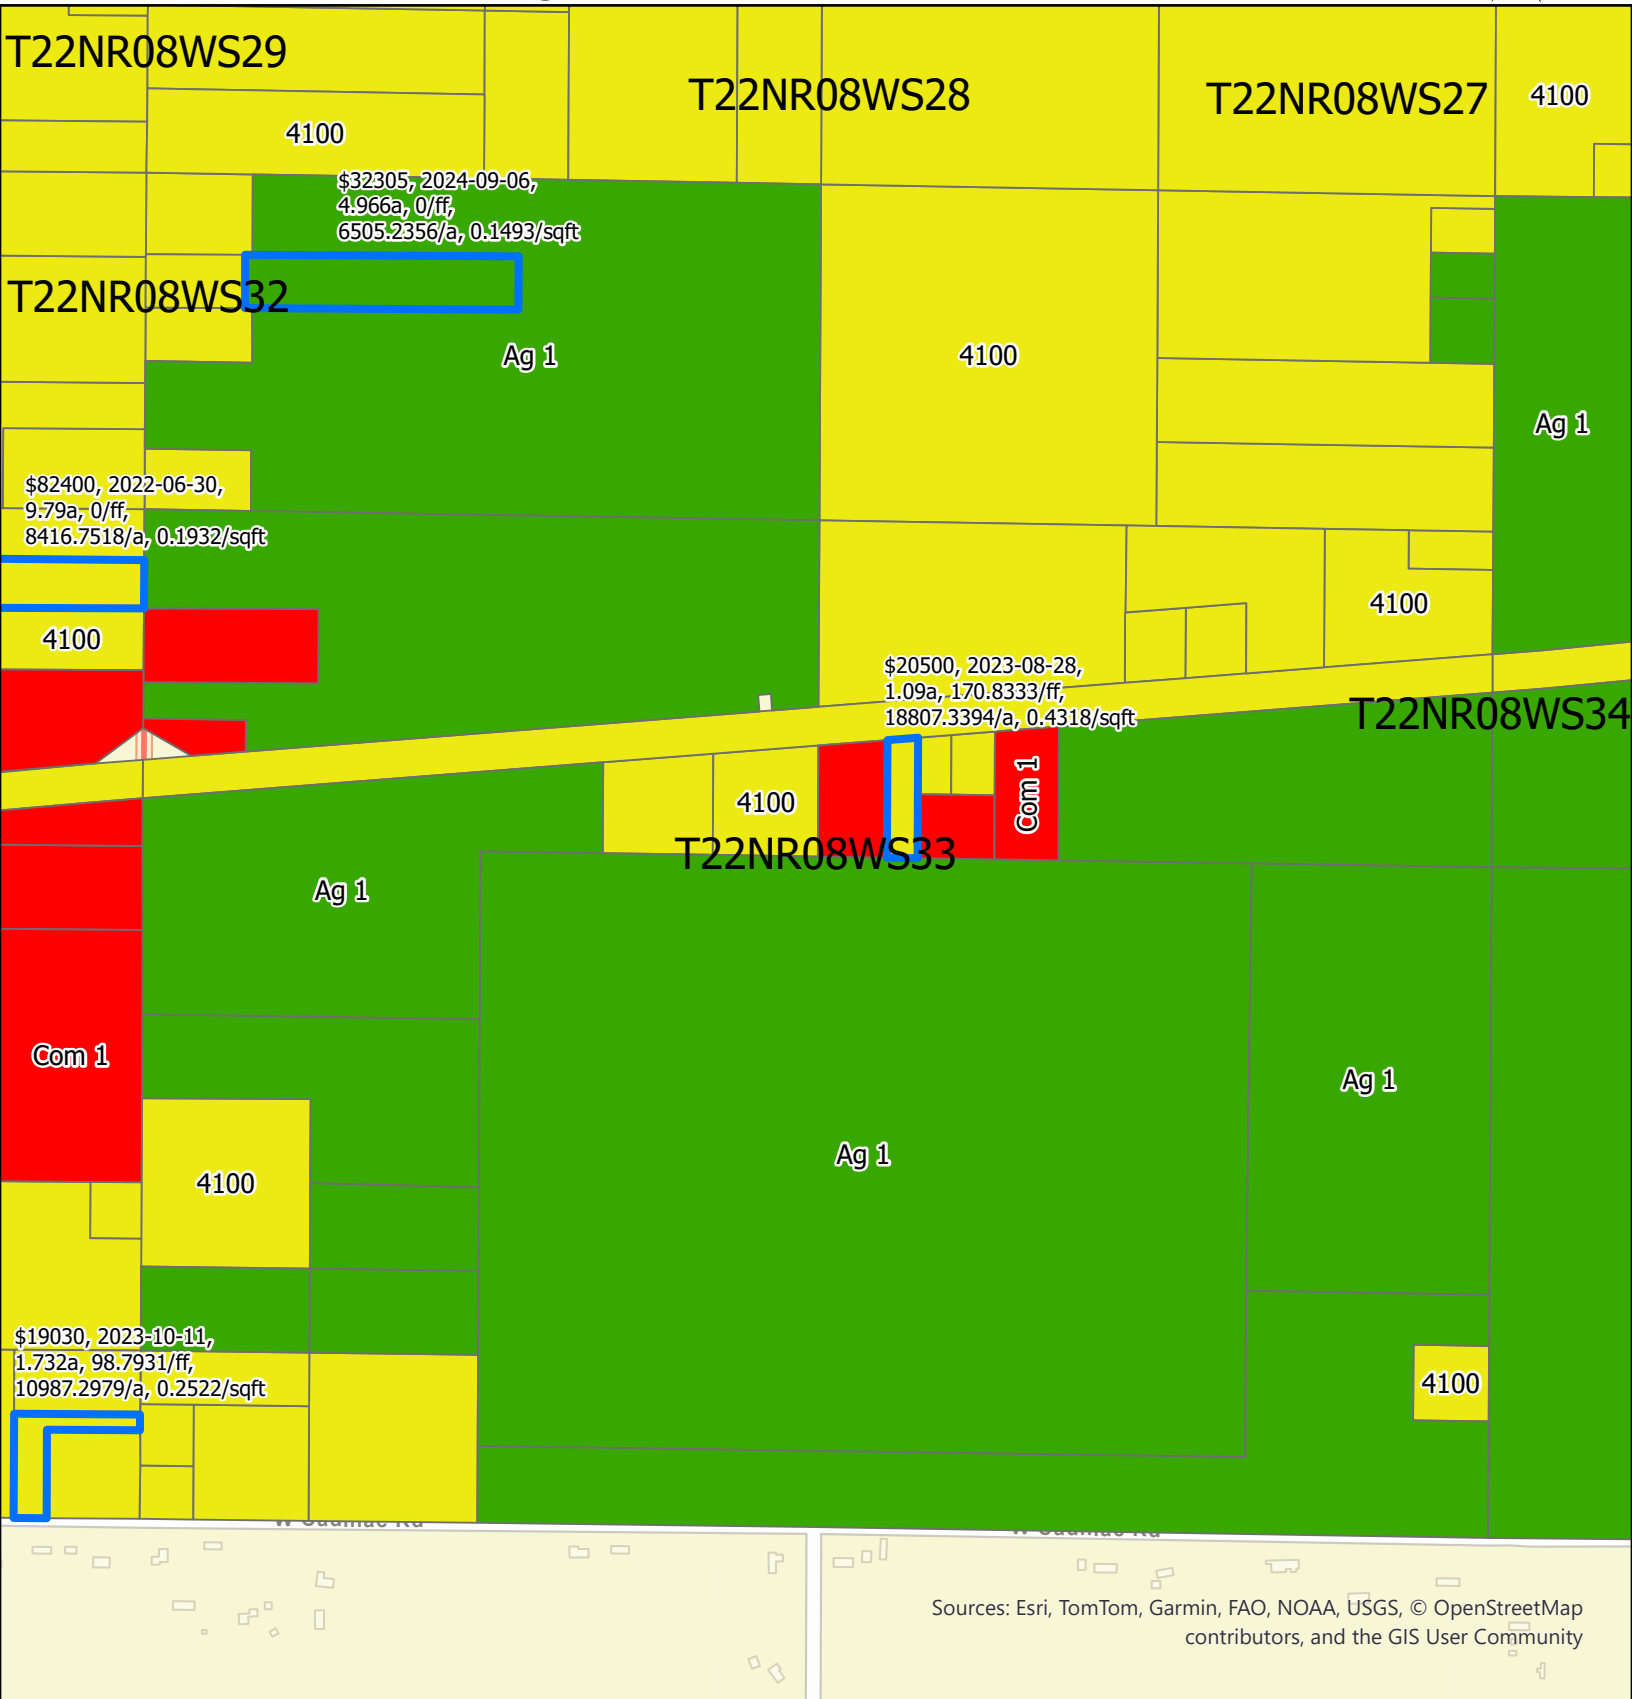 T22NR08WS29
T22NR08WS28
T22NR08WS27
4100
4100
$32305, 2024-09-06,
4.966a, 0/ff,
6505.2356/a, 0.1493/sqft
T22NR08WS32
Ag 1
4100
Ag 1
$82400, 2022-06-30,
9.79a, 0/ff,
8416.7518/a, 0.1932/sqft
4100
4100
$20500, 2023-08-28,
1.09a, 170.8333/ff,
18807.3394/a, 0.4318/sqft
T22NR08WS34
4100
Com 1
T22NR08WS33
Ag 1
Com 1
Ag 1
Ag 1
4100
$19030, 2023-10-11,
1.732a, 98.7931/ff,
10987.2979/a, 0.2522/sqft
4100
Sources: Esri, TomTom, Garmin, FAO, NOAA, USGS, © OpenStreetMap
contributors, and the GIS User Community